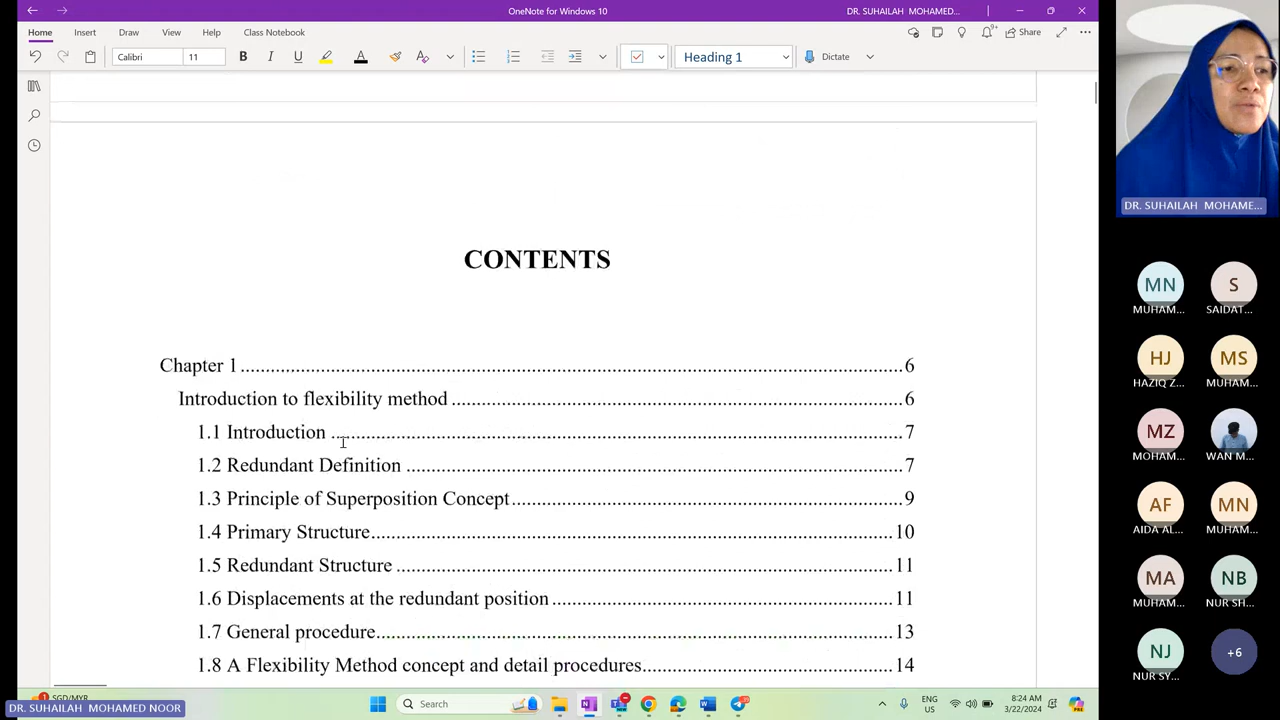 OneNote for Windows 10
DR. SUHAILAH MOHAMED...
Home
Insert
Draw
View
Help
Class Notebook
Share
Calibri
11
B
I
U
A
Heading 1
Dictate
CONTENTS
Chapter 1 ........ 6
Introduction to flexibility method ........ 6
1.1 Introduction ........ 7
1.2 Redundant Definition ........ 7
1.3 Principle of Superposition Concept ........ 9
1.4 Primary Structure ........ 10
1.5 Redundant Structure ........ 11
1.6 Displacements at the redundant position ........ 11
1.7 General procedure ........ 13
1.8 A Flexibility Method concept and detail procedures ........ 14
DR. SUHAILAH MOHAME...
MN
MUHAM...
S
SAIDAT...
HJ
HAZIQ Z...
MS
MUHAM...
MZ
MOHAM...
WAN M...
AF
AIDA AL...
MN
MUHAM...
MA
MUHAM...
NB
NUR SH...
NJ
NUR SY...
+6
SGD/MYR
DR. SUHAILAH MOHAMED NOOR
Search
ENG
US
8:24 AM
3/22/2024